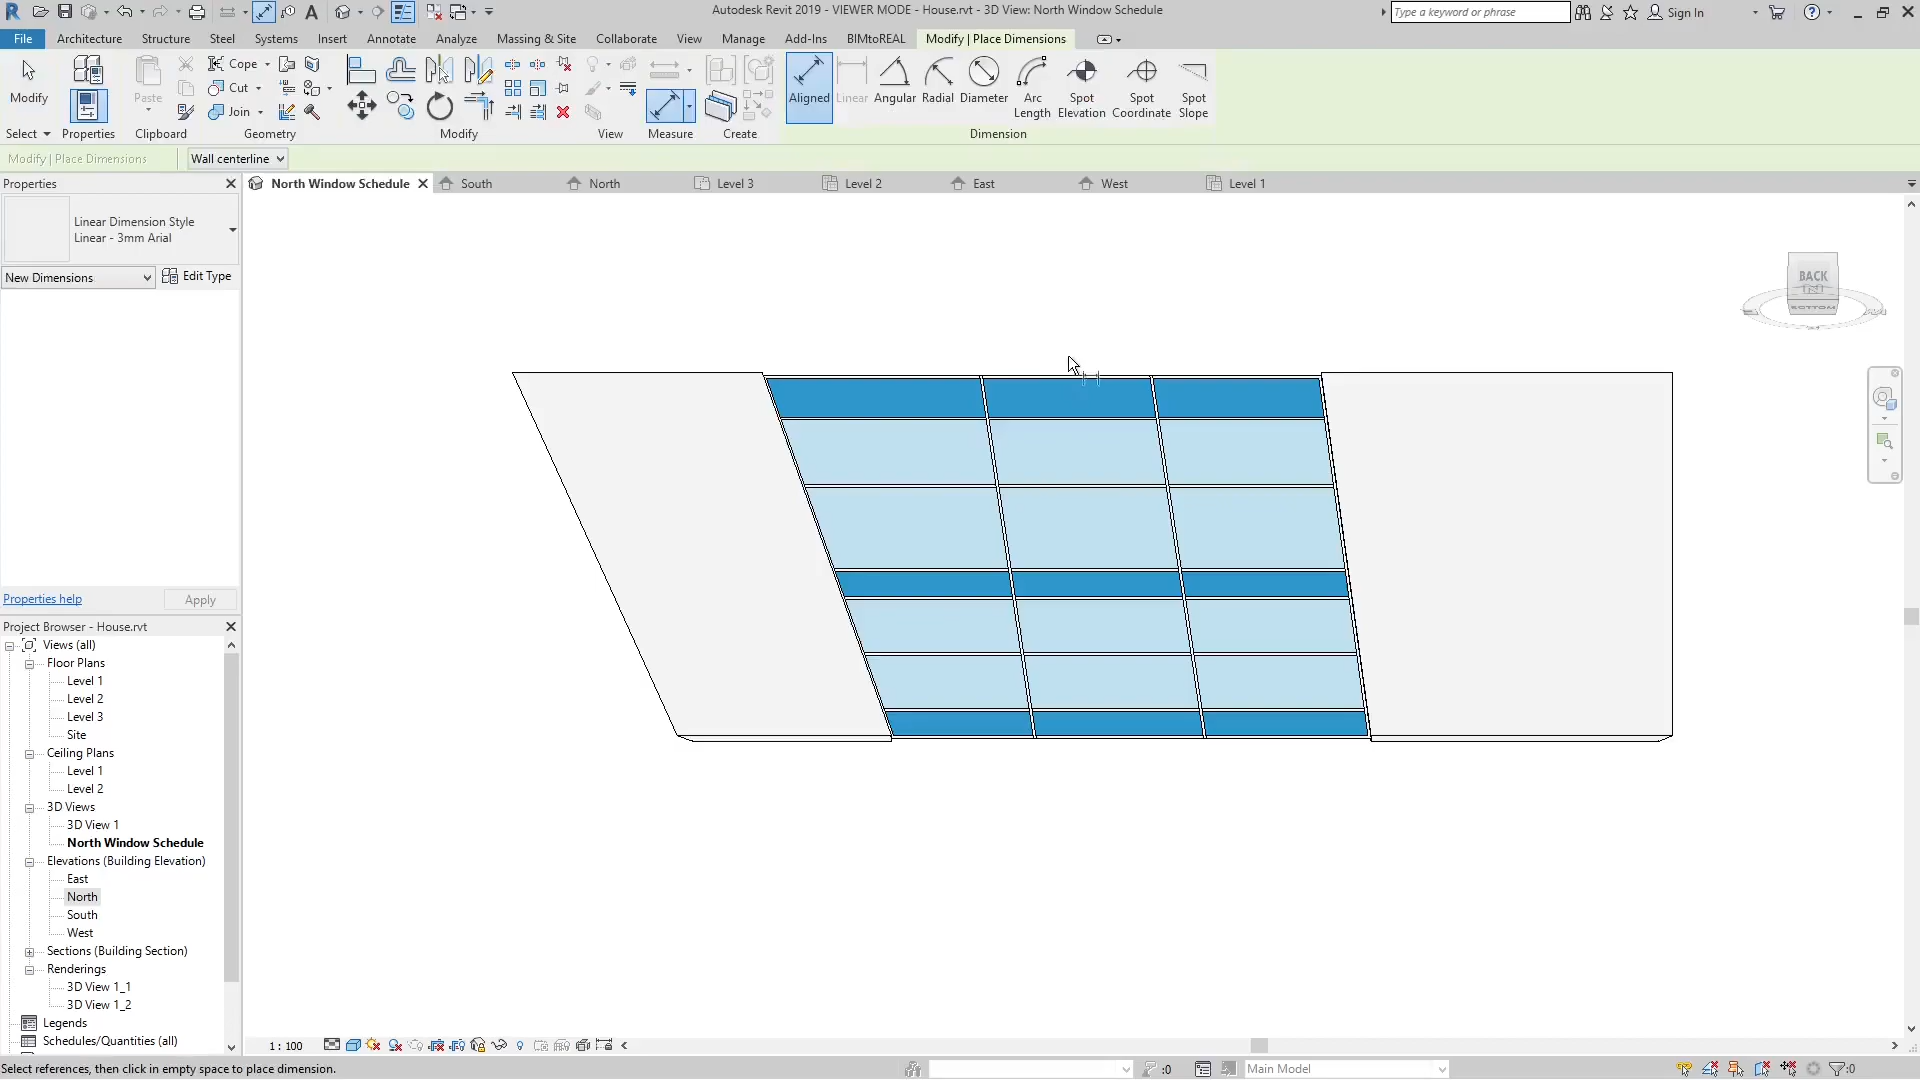 Autodesk Revit 2019 - VIEWER MODE - House.rvt - 3D View: North Window Schedule
Type a keyword or phrase
Sign In
File Architecture Structure Steel Systems Insert Annotate Analyze Massing & Site Collaborate View Manage Add-Ins BIMtoREAL Modify | Place Dimensions
Modify
Paste
Cope
Cut
Join
Aligned Linear Angular Radial Diameter Arc Length Spot Elevation Spot Coordinate Spot Slope
Select Properties Clipboard Geometry Modify View Measure Create Dimension
Modify | Place Dimensions Wall centerline
Properties
North Window Schedule South North Level 3 Level 2 East West Level 1
Linear Dimension Style
Linear - 3mm Arial
New Dimensions Edit Type
BACK
BOTTOM
Properties help Apply
Project Browser - House.rvt
Views (all)
Floor Plans
Level 1
Level 2
Level 3
Site
Ceiling Plans
Level 1
Level 2
3D Views
3D View 1
North Window Schedule
Elevations (Building Elevation)
East
North
South
West
Sections (Building Section)
Renderings
3D View 1_1
3D View 1_2
Legends
Schedules/Quantities (all)
1 : 100
Select references, then click in empty space to place dimension.
:0
Main Model
:0